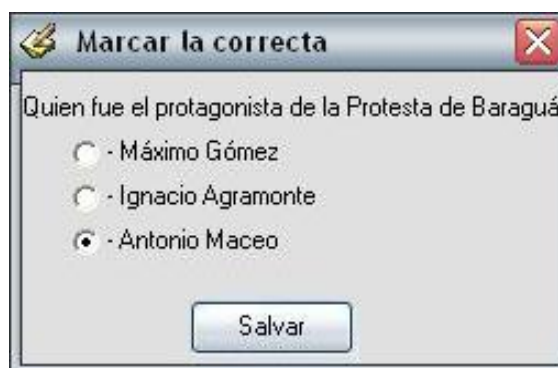 Marcar la correcta
Quien fue el protagonista de la Protesta de Baraguá
- Máximo Gómez
- Ignacio Agramonte
- Antonio Maceo
Salvar